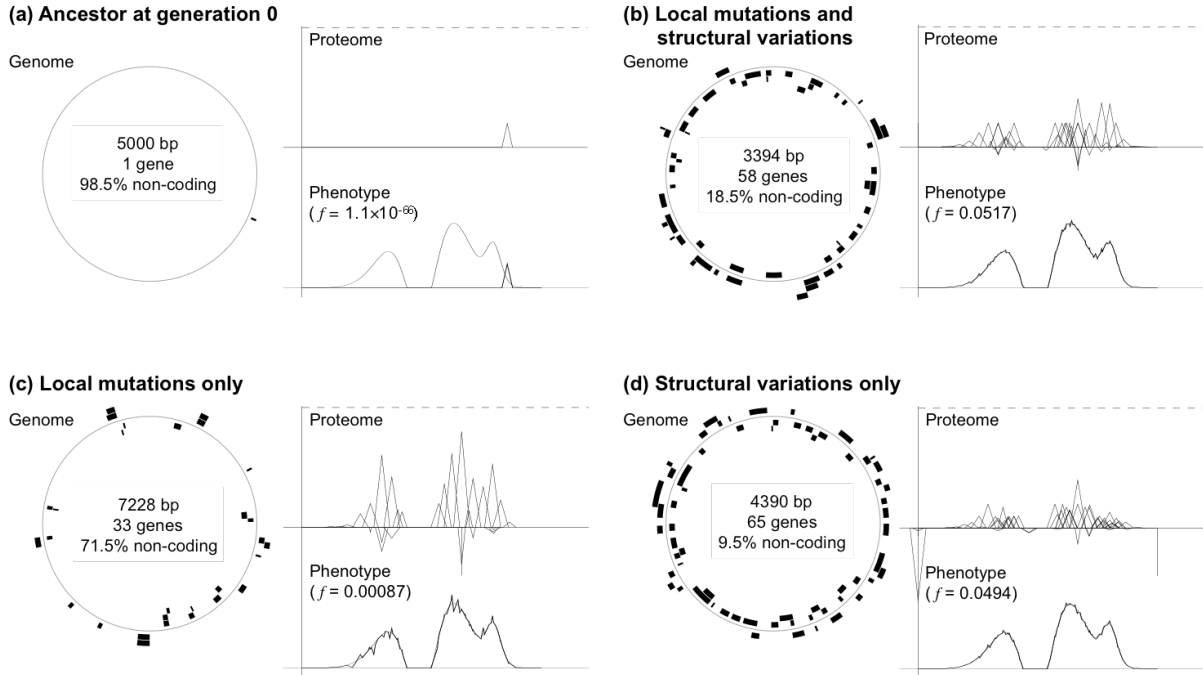 (a) Ancestor at generation 0
Genome
5000 bp
1 gene
98.5% non-coding
Proteome
Phenotype
( f = 1.1×10⁻⁶⁶)
(b) Local mutations and
structural variations
Genome
3394 bp
58 genes
18.5% non-coding
Proteome
Phenotype
( f = 0.0517)
(c) Local mutations only
Genome
7228 bp
33 genes
71.5% non-coding
Proteome
Phenotype
( f = 0.00087)
(d) Structural variations only
Genome
4390 bp
65 genes
9.5% non-coding
Proteome
Phenotype
( f = 0.0494)